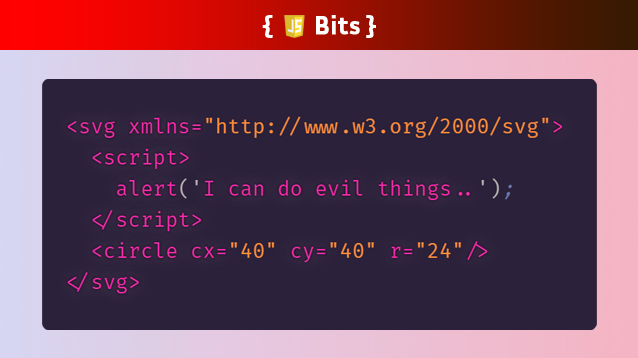 { JS Bits }
<svg xmlns="http://www.w3.org/2000/svg">
<script>
alert('I can do evil things..');
</script>
<circle cx="40" cy="40" r="24"/>
</svg>